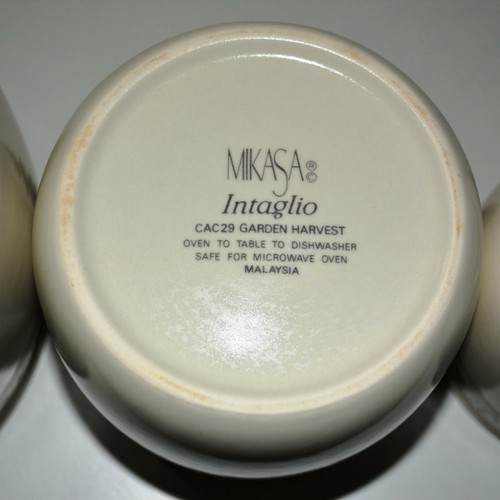 MIKASA ®
©
Intaglio
CAC29 GARDEN HARVEST
OVEN TO TABLE TO DISHWASHER
SAFE FOR MICROWAVE OVEN
MALAYSIA